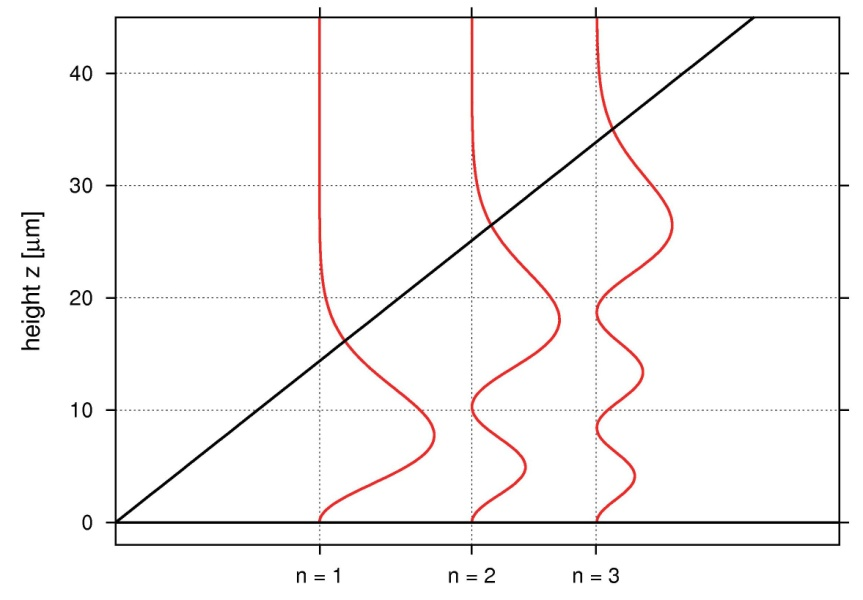 40
30
20
10
0
height z [μm]
n = 1
n = 2
n = 3